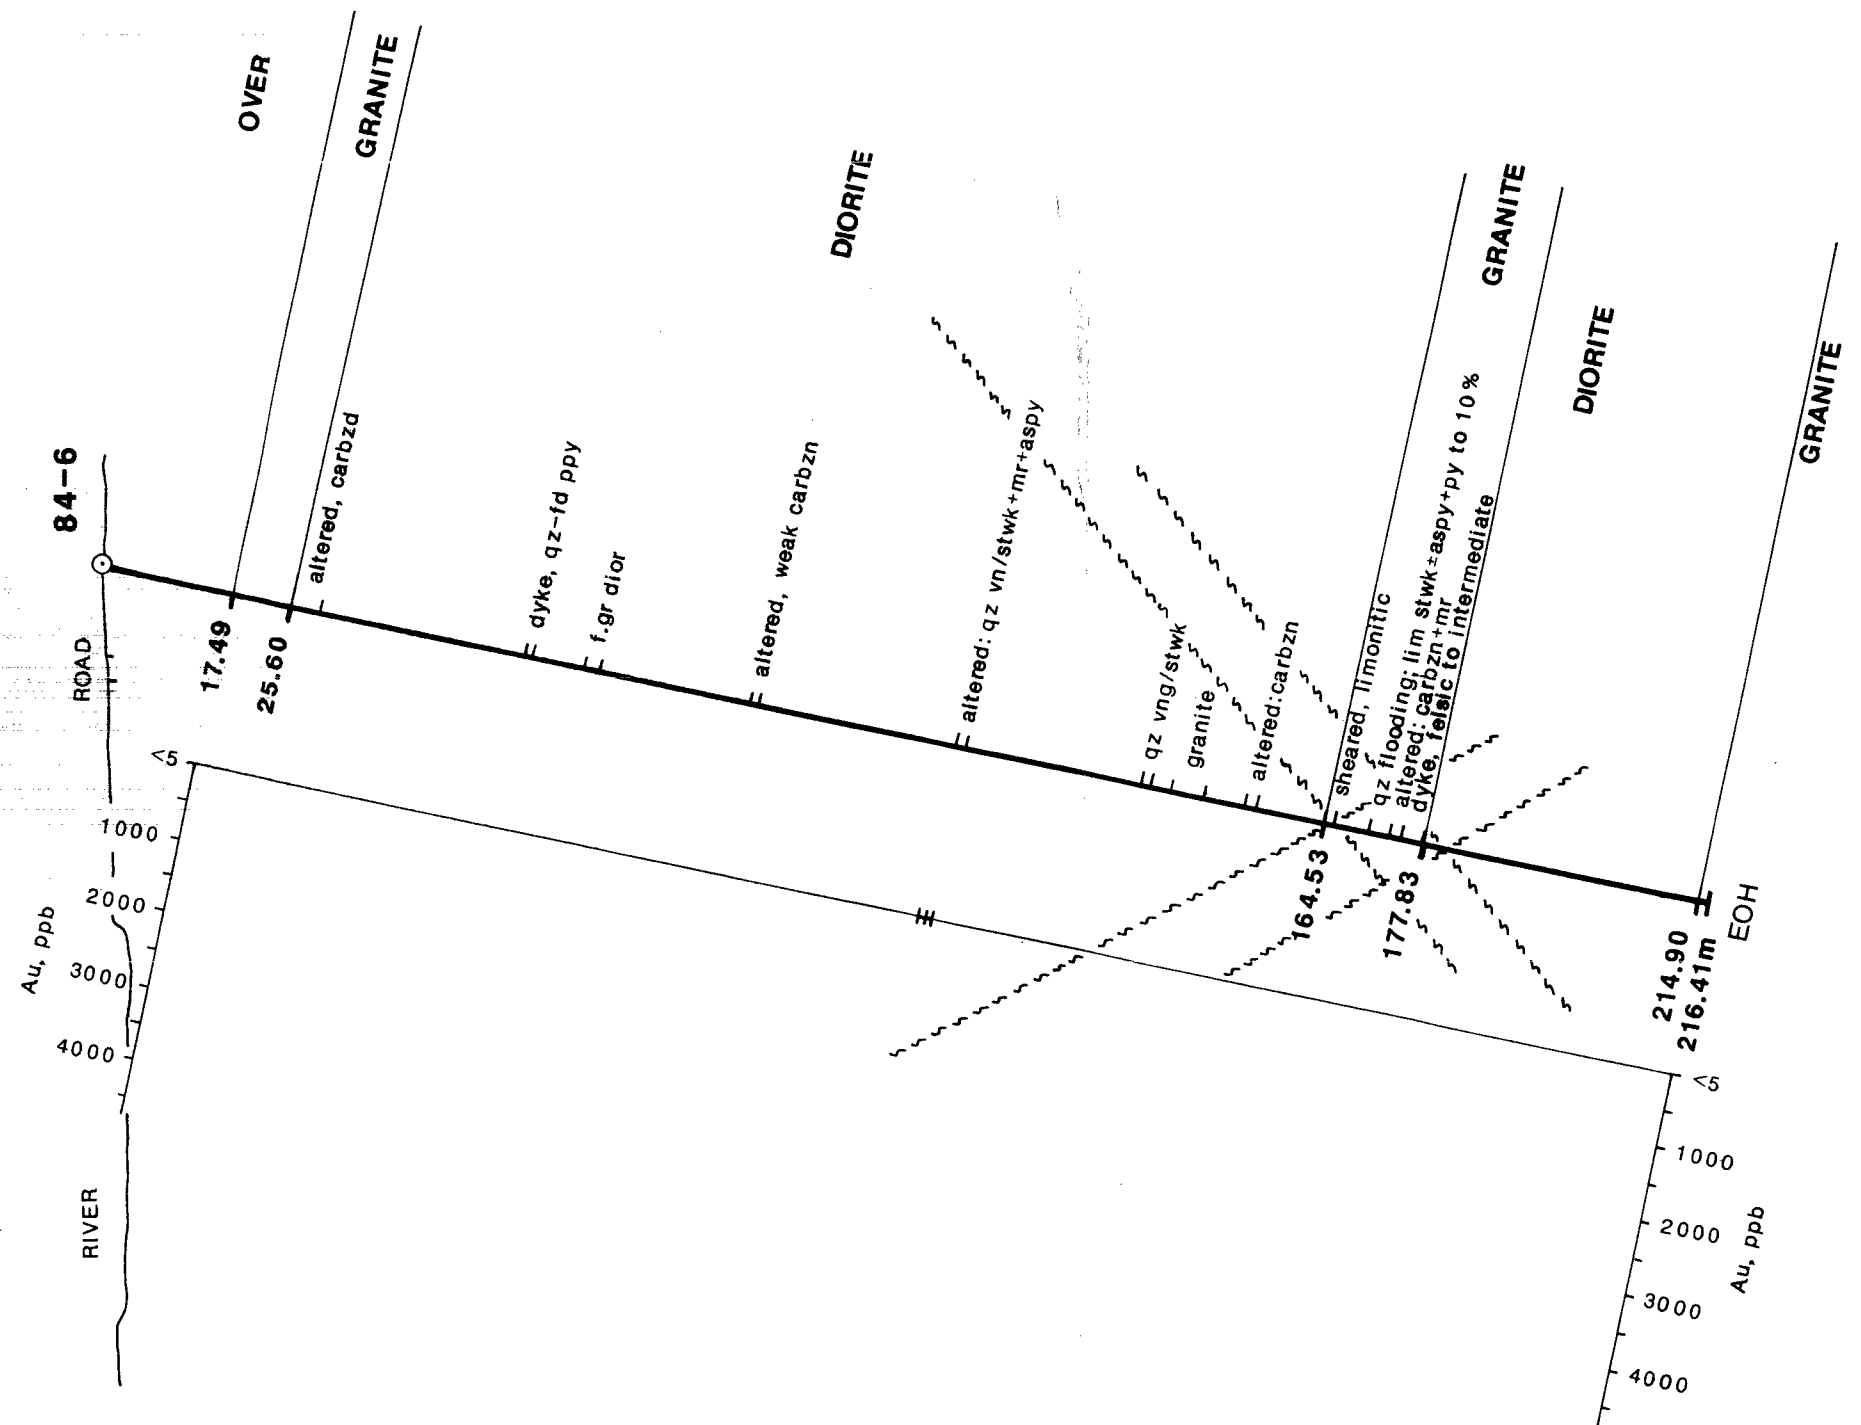 OVER
GRANITE
DIORITE
GRANITE
DIORITE
GRANITE
84-6
ROAD
RIVER
17.49
25.60
altered, carbzd
dyke, qz-fd ppy
f.gr dior
altered, weak carbzn
altered: qz vn/stwk+mr+aspy
qz vng/stwk
granite
altered:carbzn
sheared, limonitic
qz flooding; lim stwk±aspy+py to 10%
altered: carbzn+mr
dyke, felsic to intermediate
164.53
177.83
214.90
216.41m
EOH
<5
1000
2000
3000
4000
Au, ppb
<5
1000
2000
3000
4000
Au, ppb